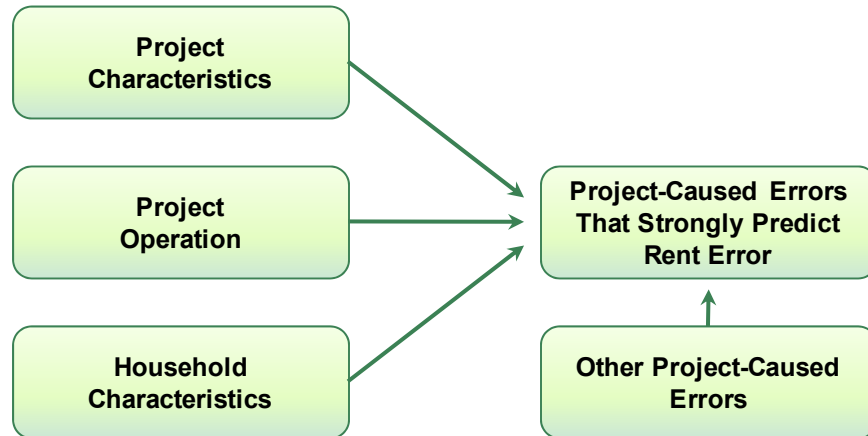 Project
Characteristics
Project
Operation
Project-Caused Errors
That Strongly Predict
Rent Error
Household
Characteristics
Other Project-Caused
Errors